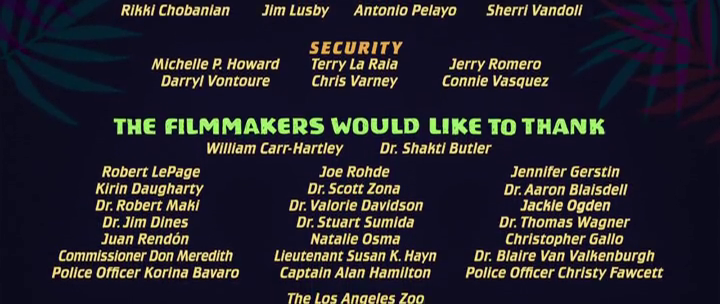 Rikki Chobanian Jim Lusby Antonio Pelayo Sherri Vandoli
SECURITY
Michelle P. Howard Terry La Raia Jerry Romero
Darryl Vontoure Chris Varney Connie Vasquez
THE FILMMAKERS WOULD LIKE TO THANK
William Carr-Hartley Dr. Shakti Butler
Robert LePage Joe Rohde Jennifer Gerstin
Kirin Daugharty Dr. Scott Zona Dr. Aaron Blaisdell
Dr. Robert Maki Dr. Valorie Davidson Jackie Ogden
Dr. Jim Dines Dr. Stuart Sumida Dr. Thomas Wagner
Juan Rendón Natalie Osma Christopher Gallo
Commissioner Don Meredith Lieutenant Susan K. Hayn Dr. Blaire Van Valkenburgh
Police Officer Korina Bavaro Captain Alan Hamilton Police Officer Christy Fawcett
The Los Angeles Zoo